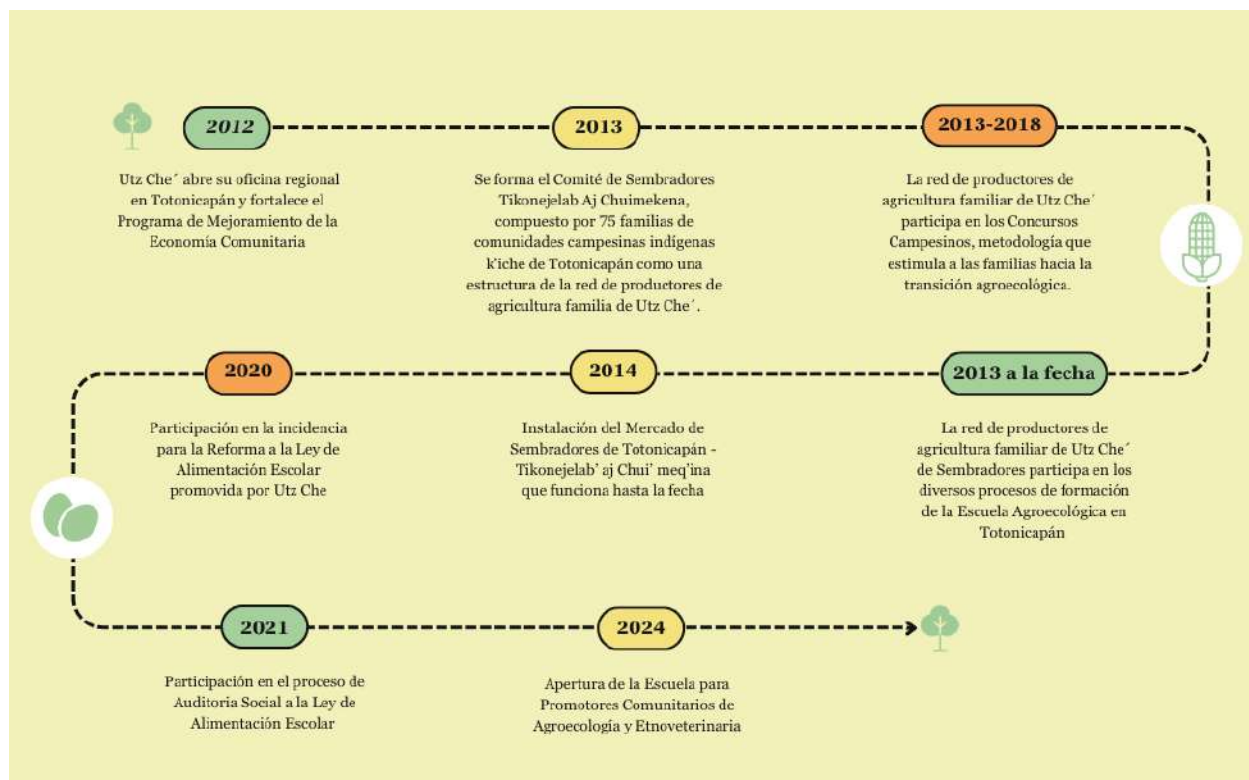 2012
Utz Che´ abre su oficina regional
en Totonicapán y fortalece el
Programa de Mejoramiento de la
Economía Comunitaria
2013
Se forma el Comité de Sembradores
Tikonejelab Aj Chuimekena,
compuesto por 75 familias de
comunidades campesinas indígenas
k'iche de Totonicapán como una
estructura de la red de productores de
agricultura familia de Utz Che´.
2013-2018
La red de productores de
agricultura familiar de Utz Che´
participa en los Concursos
Campesinos, metodología que
estimula a las familias hacia la
transición agroecológica.
2013 a la fecha
La red de productores de
agricultura familiar de Utz Che´
de Sembradores participa en los
diversos procesos de formación
de la Escuela Agroecológica en
Totonicapán
2014
Instalación del Mercado de
Sembradores de Totonicapán -
Tikonejelab' aj Chui' meq'ina
que funciona hasta la fecha
2020
Participación en la incidencia
para la Reforma a la Ley de
Alimentación Escolar
promovida por Utz Che
2021
Participación en el proceso de
Auditoria Social a la Ley de
Alimentación Escolar
2024
Apertura de la Escuela para
Promotores Comunitarios de
Agroecología y Etnoveterinaria